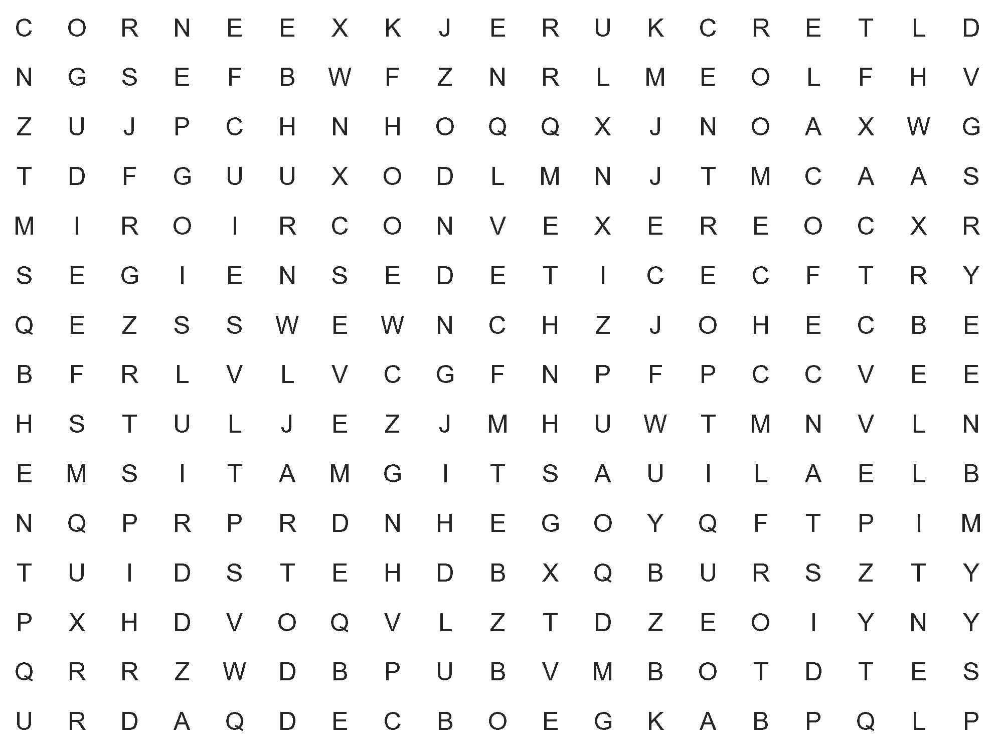 C O R N E E X K J E R U K C R E T L D
N G S E F B W F Z N R L M E O L F H V
Z U J P C H N H O Q Q X J N O A X W G
T D F G U U X O D L M N J T M C A A S
M I R O I R C O N V E X E R E O C X R
S E G I E N S E D E T I C E C F T R Y
Q E Z S S W E W N C H Z J O H E C B E
B F R L V L V C G F N P F P C C V E E
H S T U L J E Z J M H U W T M N V L N
E M S I T A M G I T S A U I L A E L B
N Q P R P R D N H E G O Y Q F T P I M
T U I D S T E H D B X Q B U R S Z T Y
P X H D V O Q V L Z T D Z E O I Y N Y
Q R R Z W D B P U B V M B O T D T E S
U R D A Q D E C B O E G K A B P Q L P